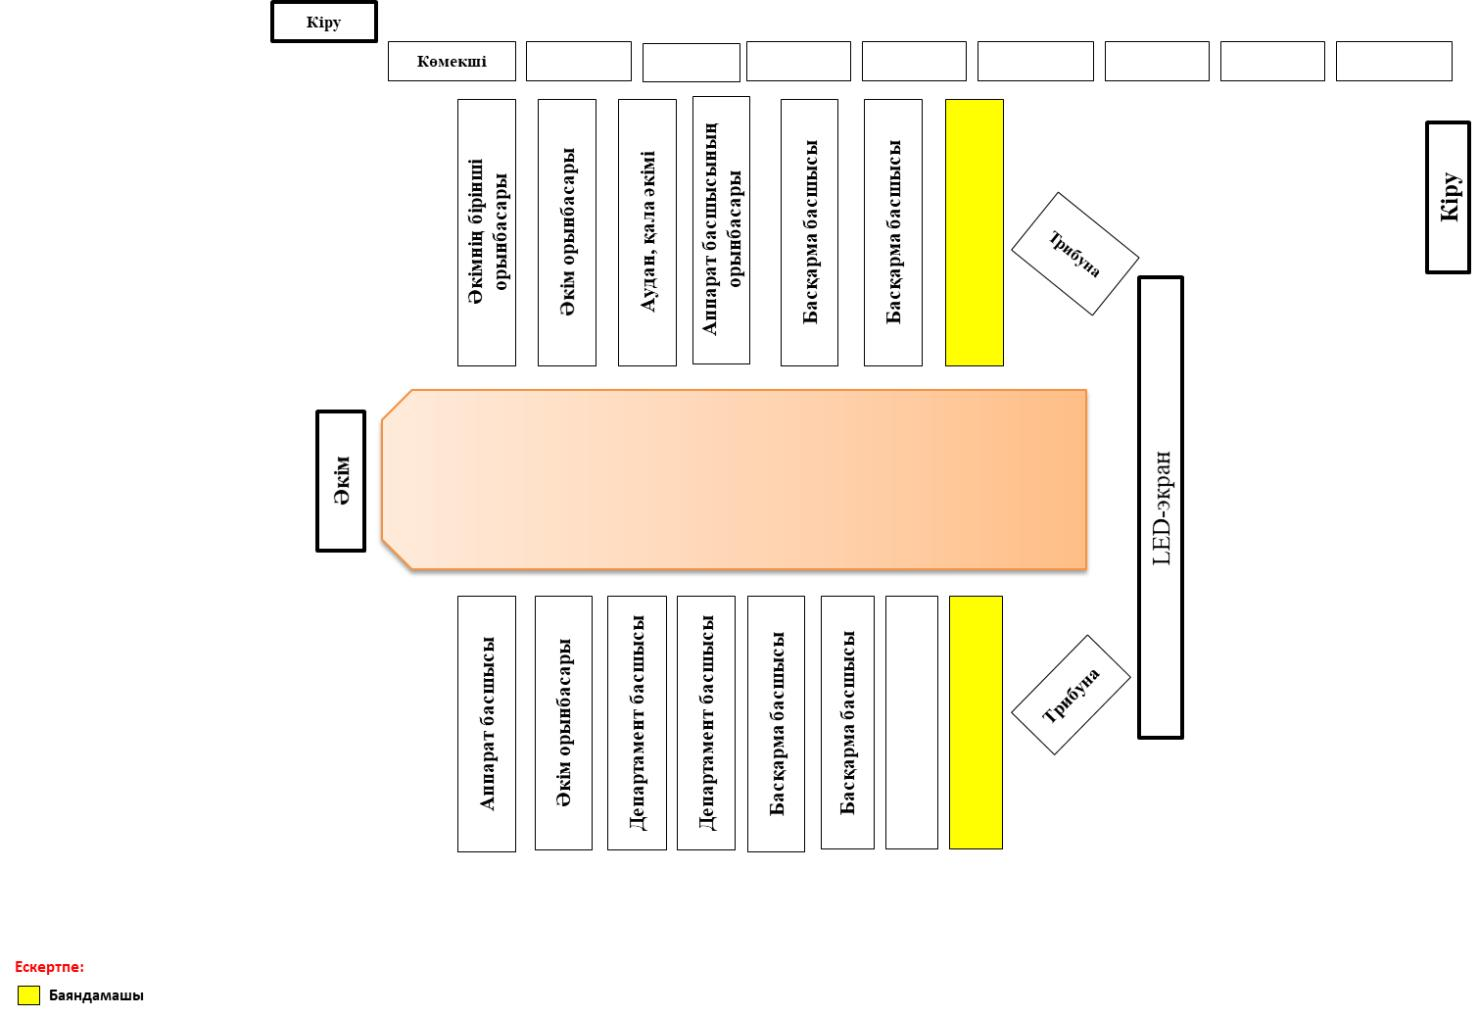 Кіру
Көмекші
Әкімнің бірінші
орынбасары
Әкім орынбасары
Аудан, қала әкімі
Аппарат басшысының
орынбасары
Басқарма басшысы
Басқарма басшысы
Трибуна
Кіру
Әкім
LED-экран
Аппарат басшысы
Әкім орынбасары
Департамент басшысы
Департамент басшысы
Басқарма басшысы
Басқарма басшысы
Трибуна
Ескертпе:
Баяндамашы